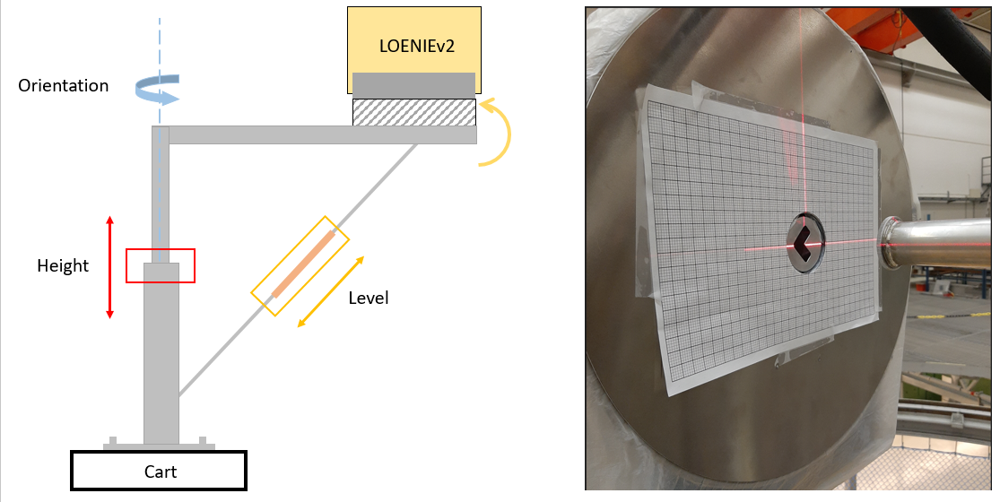 LOENIEv2
Orientation
Height
Level
Cart